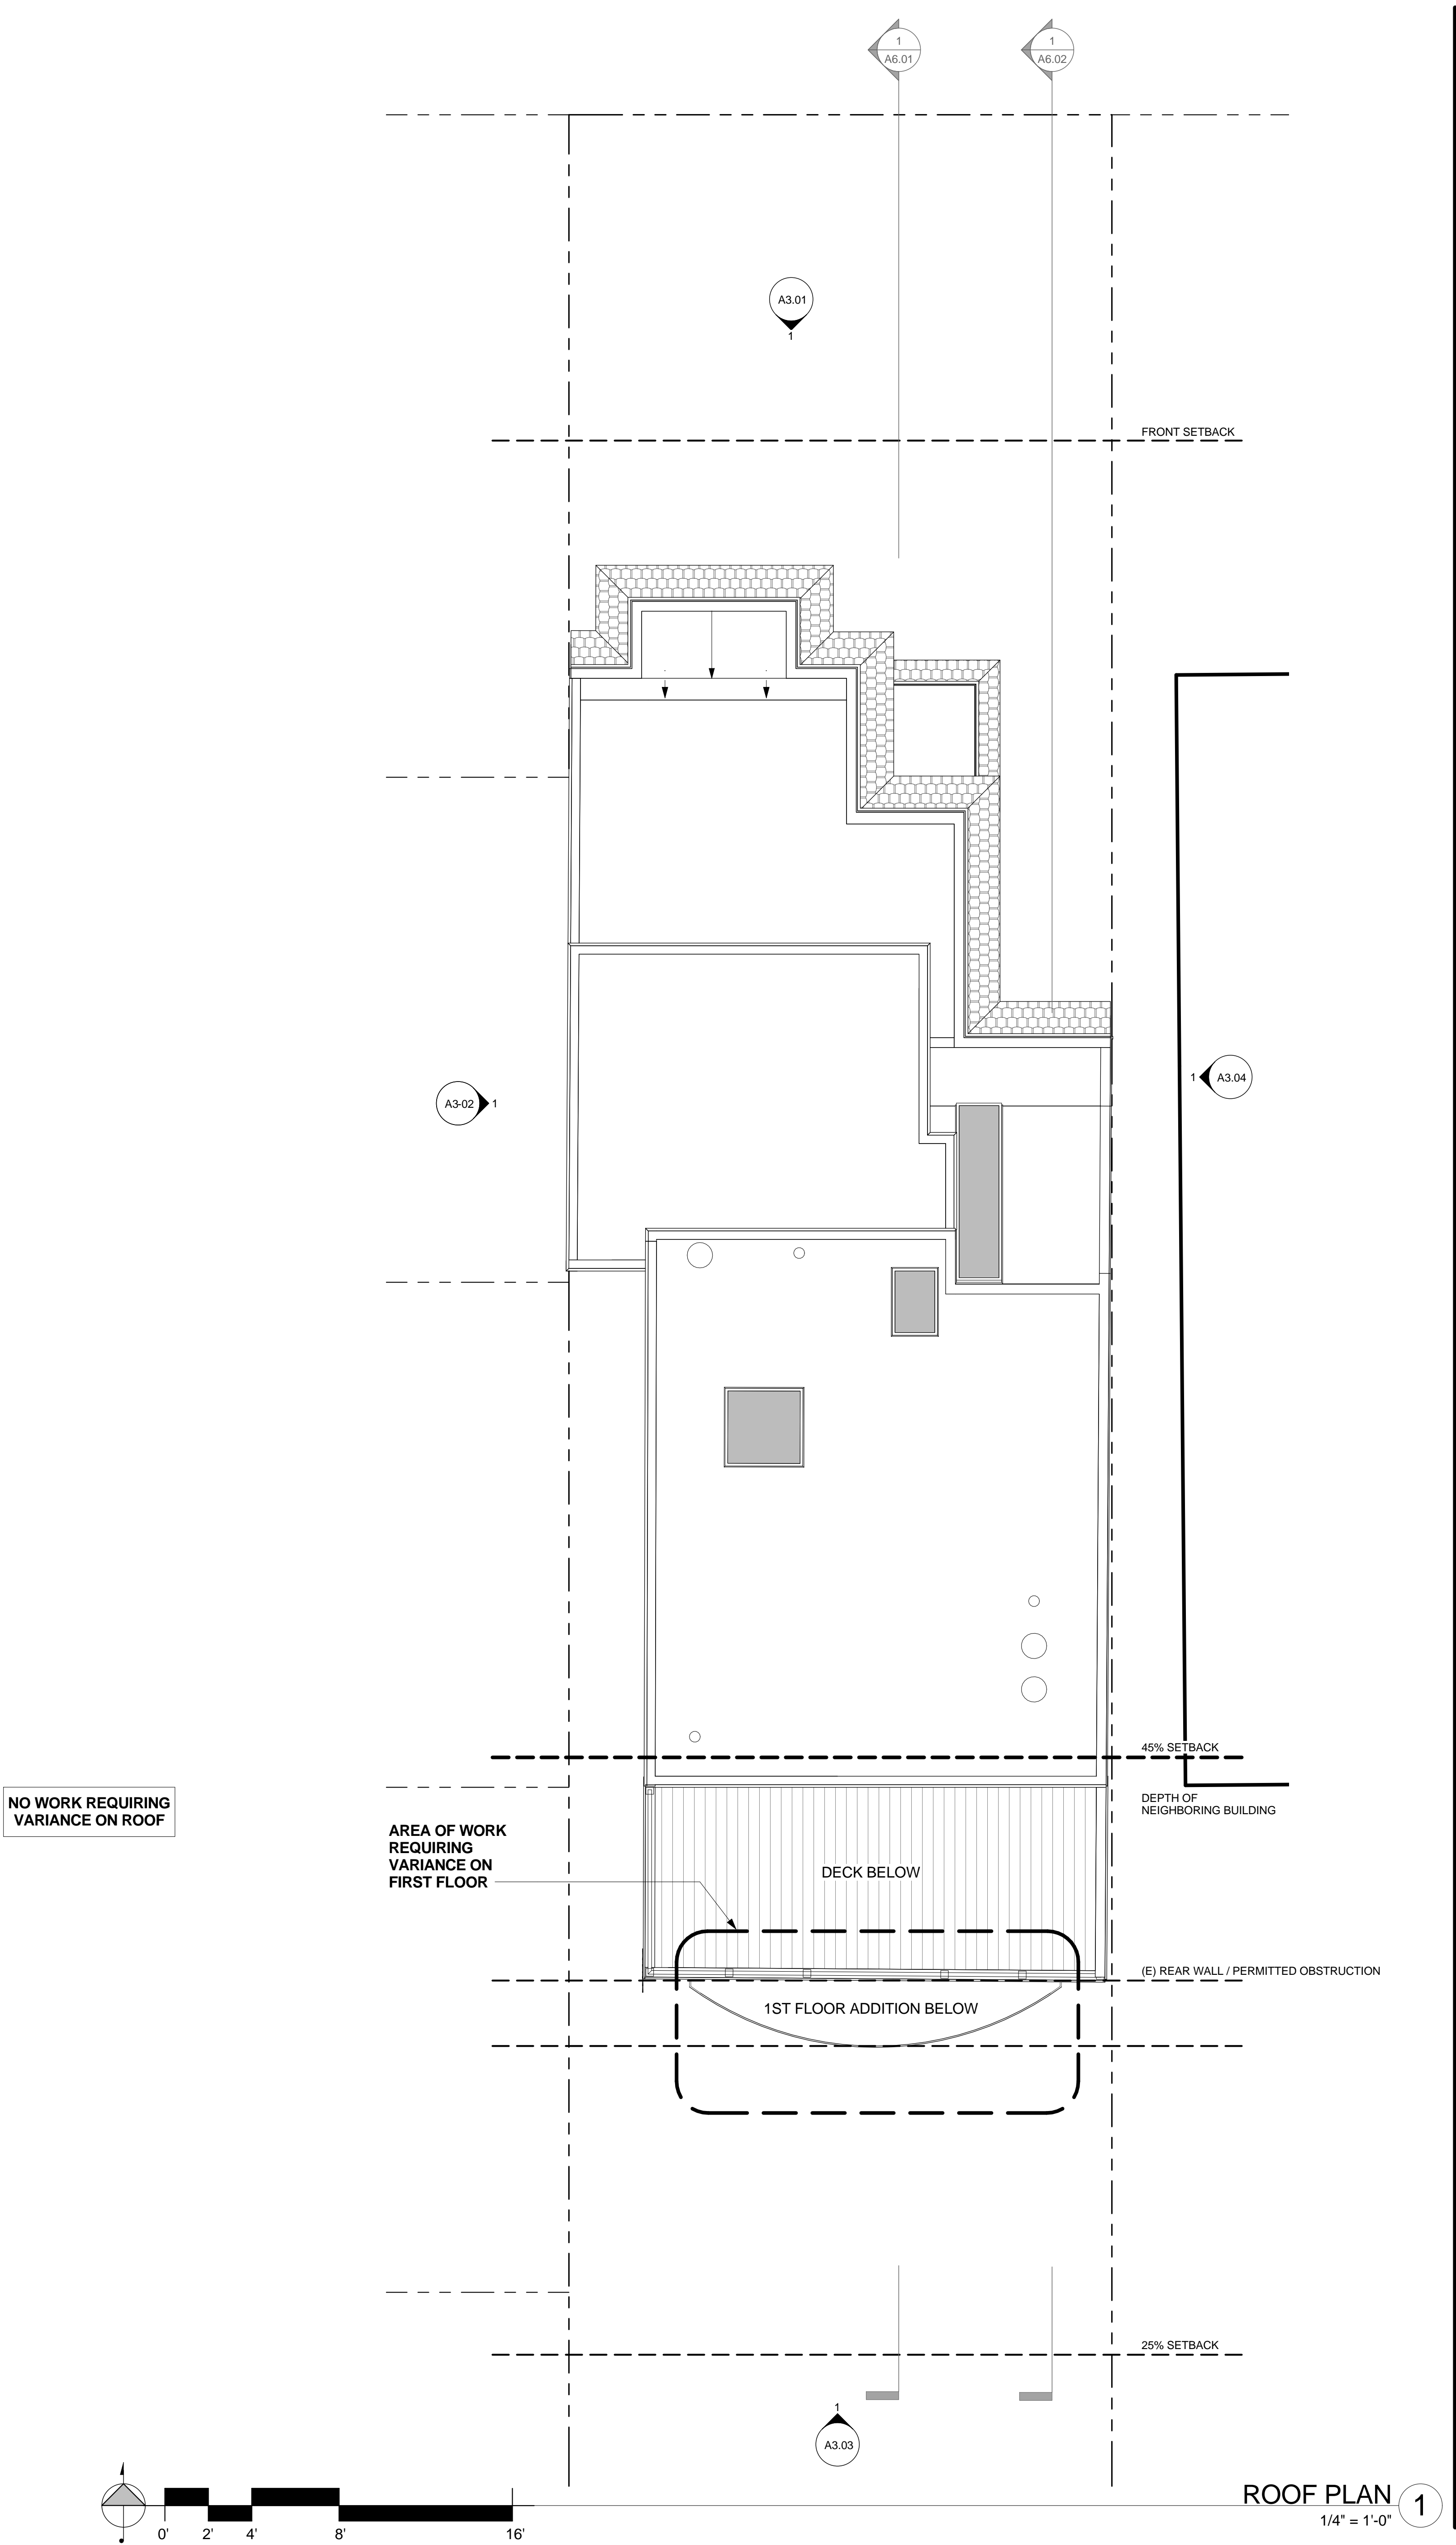 1
A6.01
1
A6.02
A3.01
1
FRONT SETBACK
A3-02
1
1
A3.04
45% SETBACK
DEPTH OF
NEIGHBORING BUILDING
NO WORK REQUIRING
VARIANCE ON ROOF
AREA OF WORK
REQUIRING
VARIANCE ON
FIRST FLOOR
DECK BELOW
(E) REAR WALL / PERMITTED OBSTRUCTION
1ST FLOOR ADDITION BELOW
25% SETBACK
1
A3.03
0' 2' 4' 8' 16'
ROOF PLAN
1
1/4" = 1'-0"